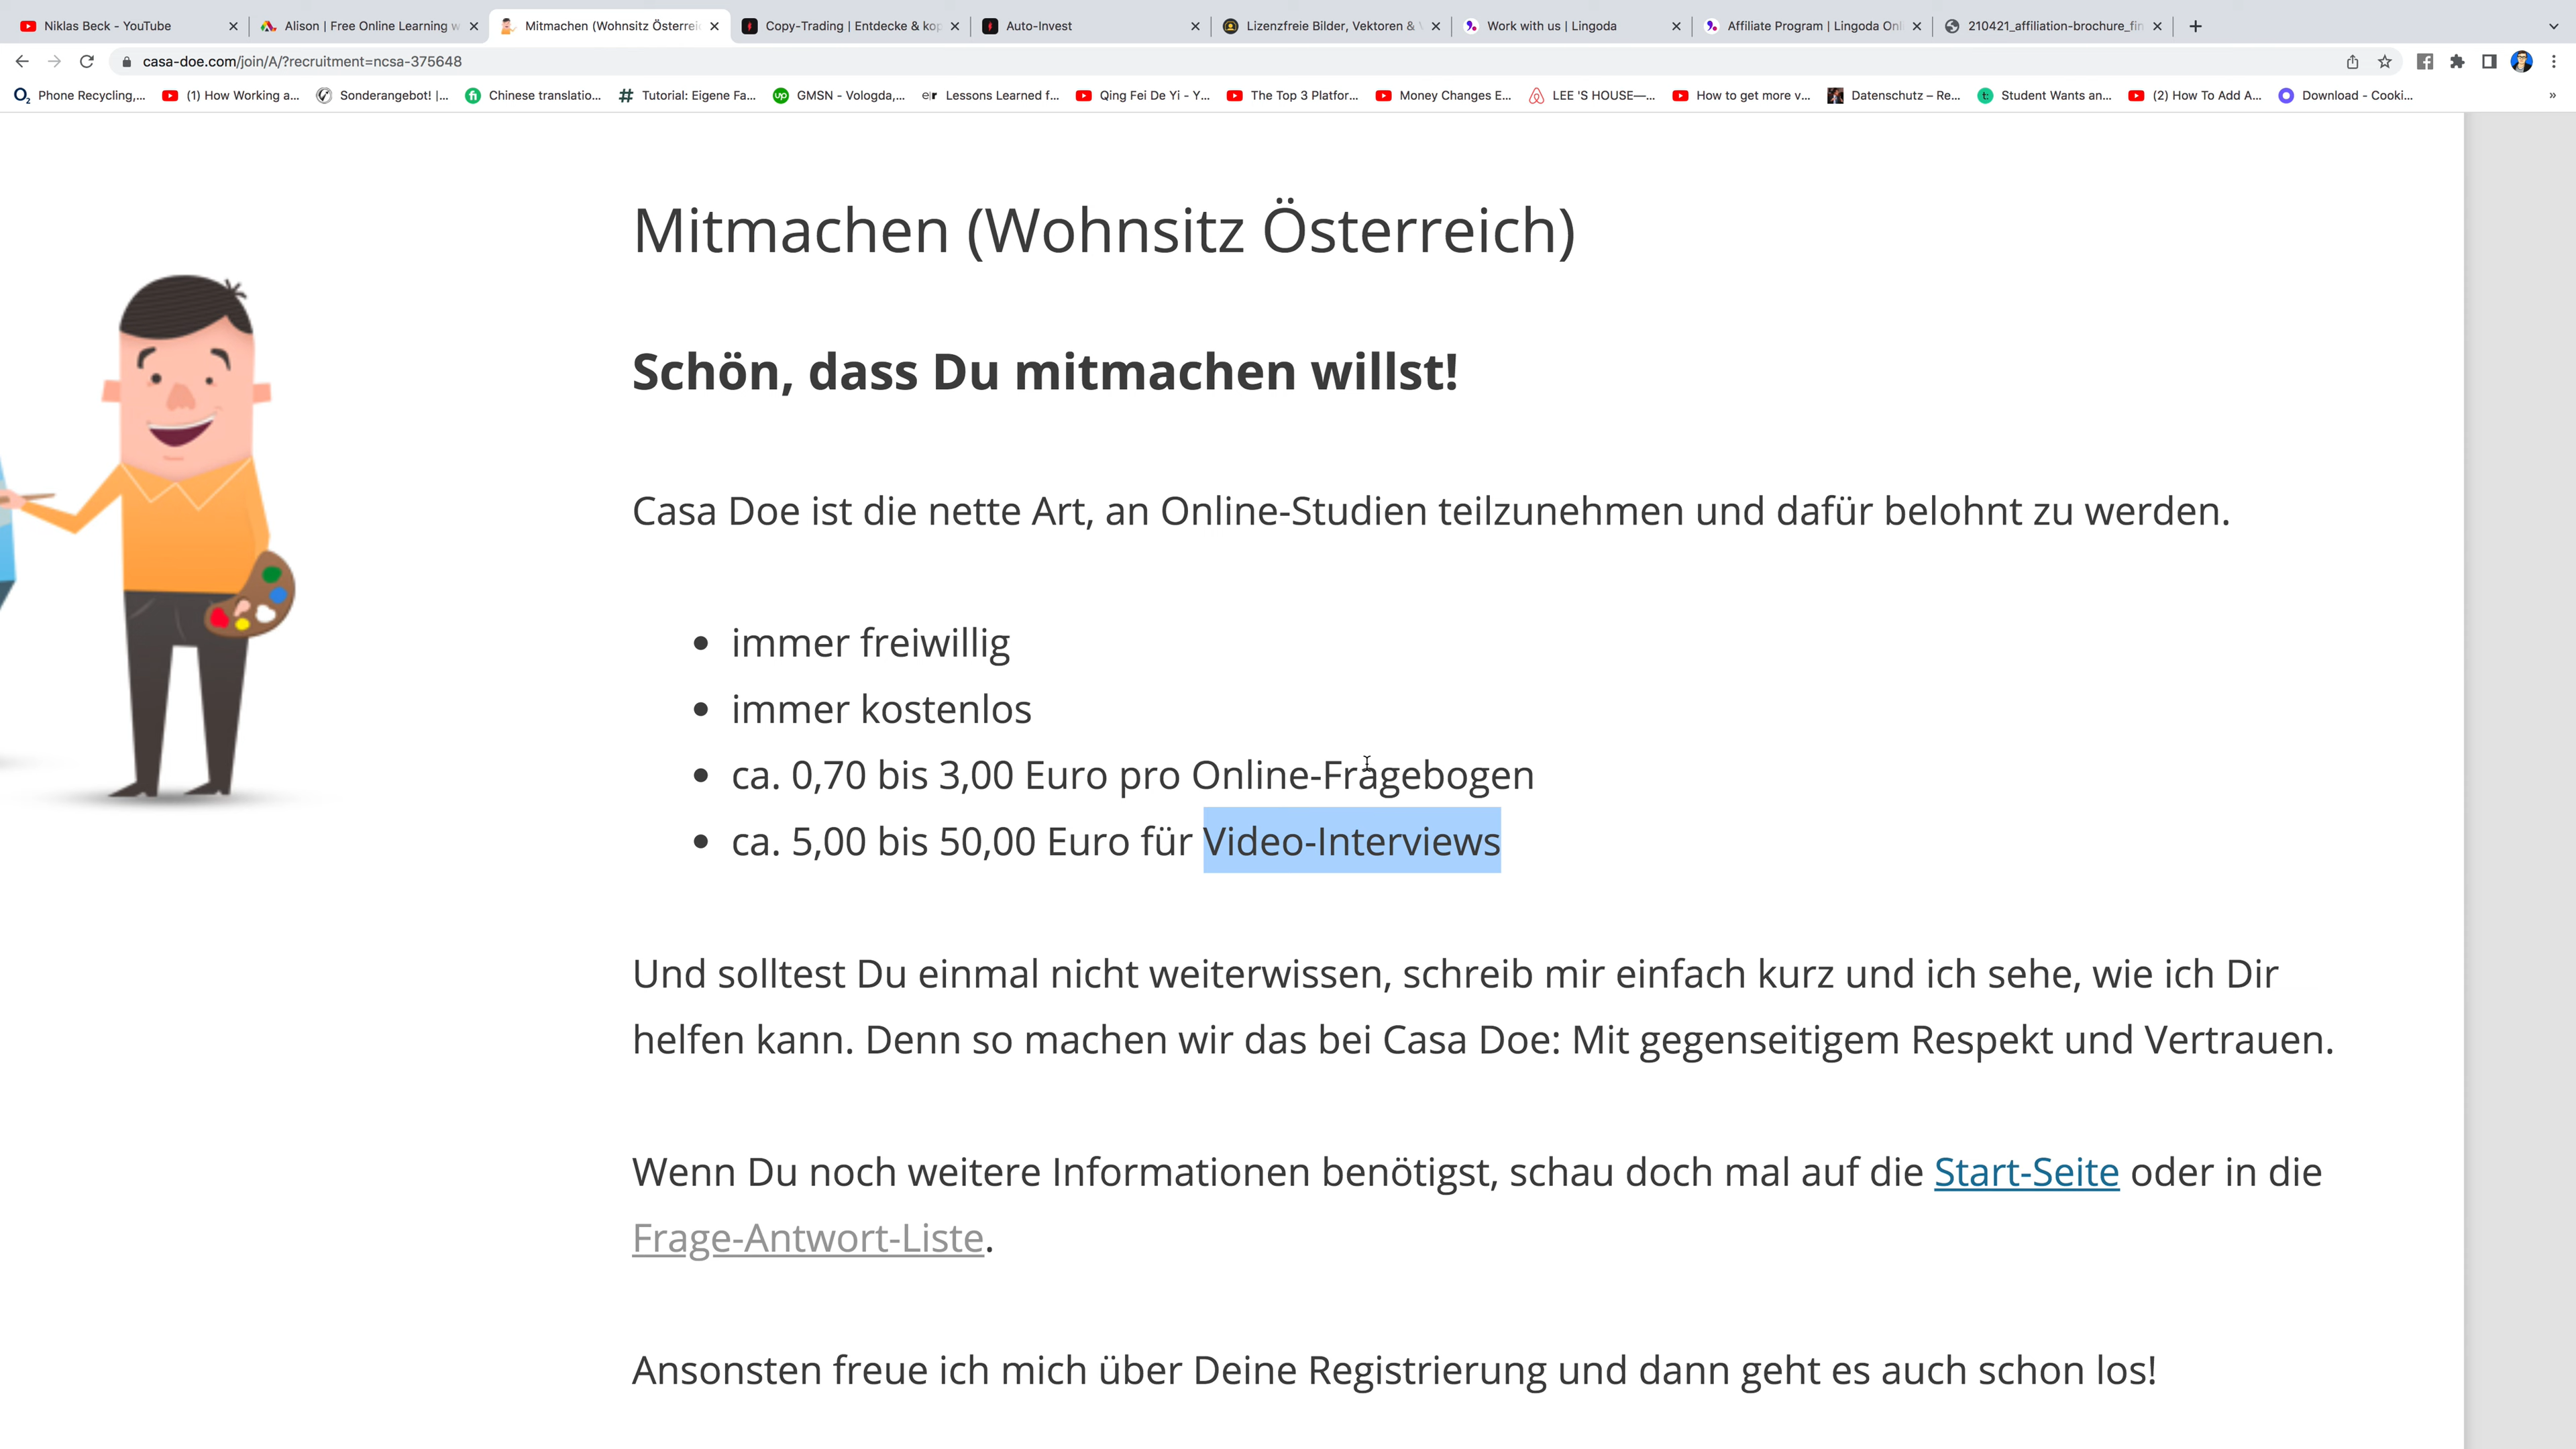 Niklas Beck - YouTube
Alison | Free Online Learning w
Mitmachen (Wohnsitz Österrei
Copy-Trading | Entdecke & kop
Auto-Invest
Lizenzfreie Bilder, Vektoren & V
Work with us | Lingoda
Affiliate Program | Lingoda Onl
210421_affiliation-brochure_fin
casa-doe.com/join/A/?recruitment=ncsa-375648
Phone Recycling,...
(1) How Working a...
Sonderangebot! |...
Chinese translatio...
Tutorial: Eigene Fa...
GMSN - Vologda,...
Lessons Learned f...
Qing Fei De Yi - Y...
The Top 3 Platfor...
Money Changes E...
LEE 'S HOUSE—...
How to get more v...
Datenschutz – Re...
Student Wants an...
(2) How To Add A...
Download - Cooki...
Mitmachen (Wohnsitz Österreich)
Schön, dass Du mitmachen willst!
Casa Doe ist die nette Art, an Online-Studien teilzunehmen und dafür belohnt zu werden.
• immer freiwillig
• immer kostenlos
• ca. 0,70 bis 3,00 Euro pro Online-Fragebogen
• ca. 5,00 bis 50,00 Euro für Video-Interviews
Und solltest Du einmal nicht weiterwissen, schreib mir einfach kurz und ich sehe, wie ich Dir
helfen kann. Denn so machen wir das bei Casa Doe: Mit gegenseitigem Respekt und Vertrauen.
Wenn Du noch weitere Informationen benötigst, schau doch mal auf die Start-Seite oder in die
Frage-Antwort-Liste.
Ansonsten freue ich mich über Deine Registrierung und dann geht es auch schon los!